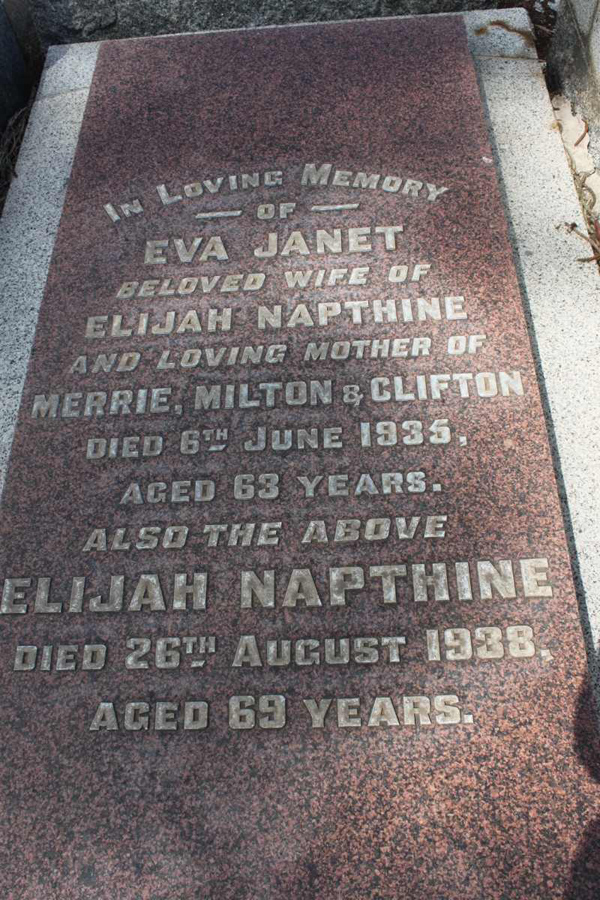 IN LOVING MEMORY
— OF —
EVA JANET
BELOVED WIFE OF
ELIJAH NAPTHINE
AND LOVING MOTHER OF
MERRIE, MILTON & CLIFTON
DIED 6TH JUNE 1935,
AGED 63 YEARS.
ALSO THE ABOVE
ELIJAH NAPTHINE
DIED 26TH AUGUST 1938.
AGED 69 YEARS.